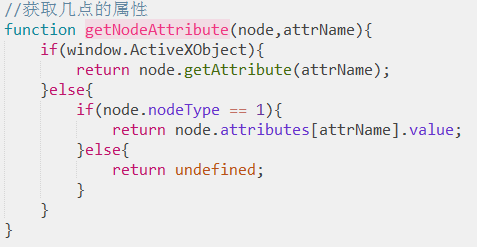 //获取几点的属性
function getNodeAttribute(node,attrName){
    if(window.ActiveXObject){
        return node.getAttribute(attrName);
    }else{
        if(node.nodeType == 1){
            return node.attributes[attrName].value;
        }else{
            return undefined;
        }
    }
}